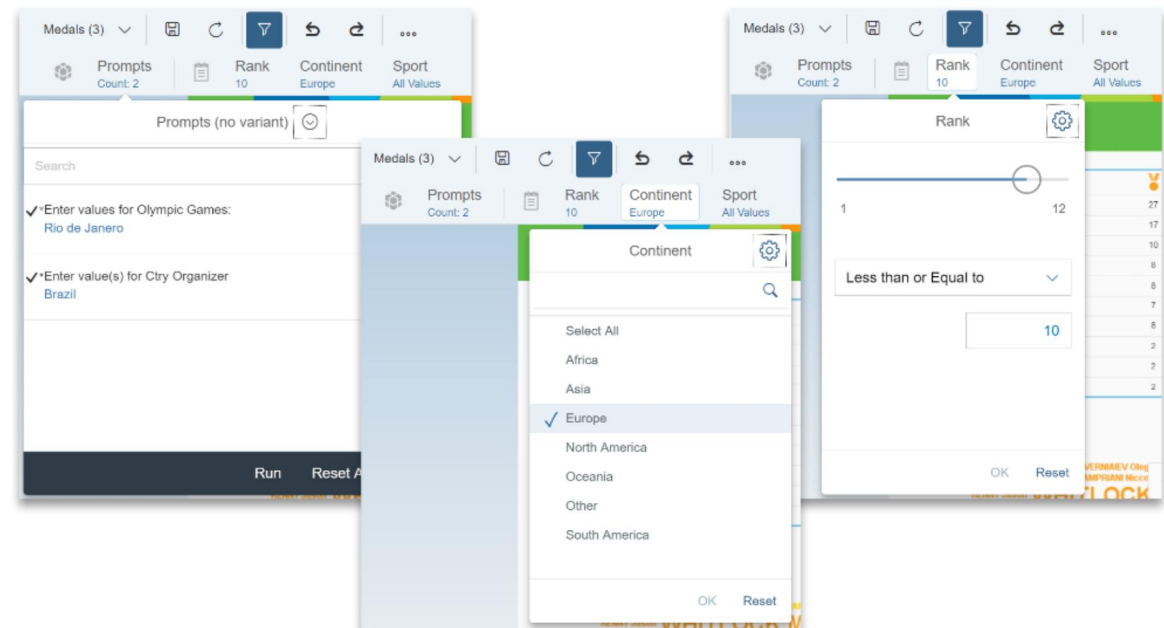 Medals (3)
Prompts
Count: 2
Rank
10
Continent
Europe
Sport
All Values
Prompts (no variant)
Search
*Enter values for Olympic Games:
Rio de Janero
*Enter value(s) for Ctry Organizer
Brazil
Run Reset A
Medals (3)
Prompts
Count: 2
Rank
10
Continent
Europe
Sport
All Values
Continent
Select All
Africa
Asia
Europe
North America
Oceania
Other
South America
OK Reset
Medals (3)
Prompts
Count: 2
Rank
10
Continent
Europe
Sport
All Values
Rank
1 12
Less than or Equal to
10
OK Reset
27
17
10
8
8
7
8
2
2
2
VERNIAIEV Oleg